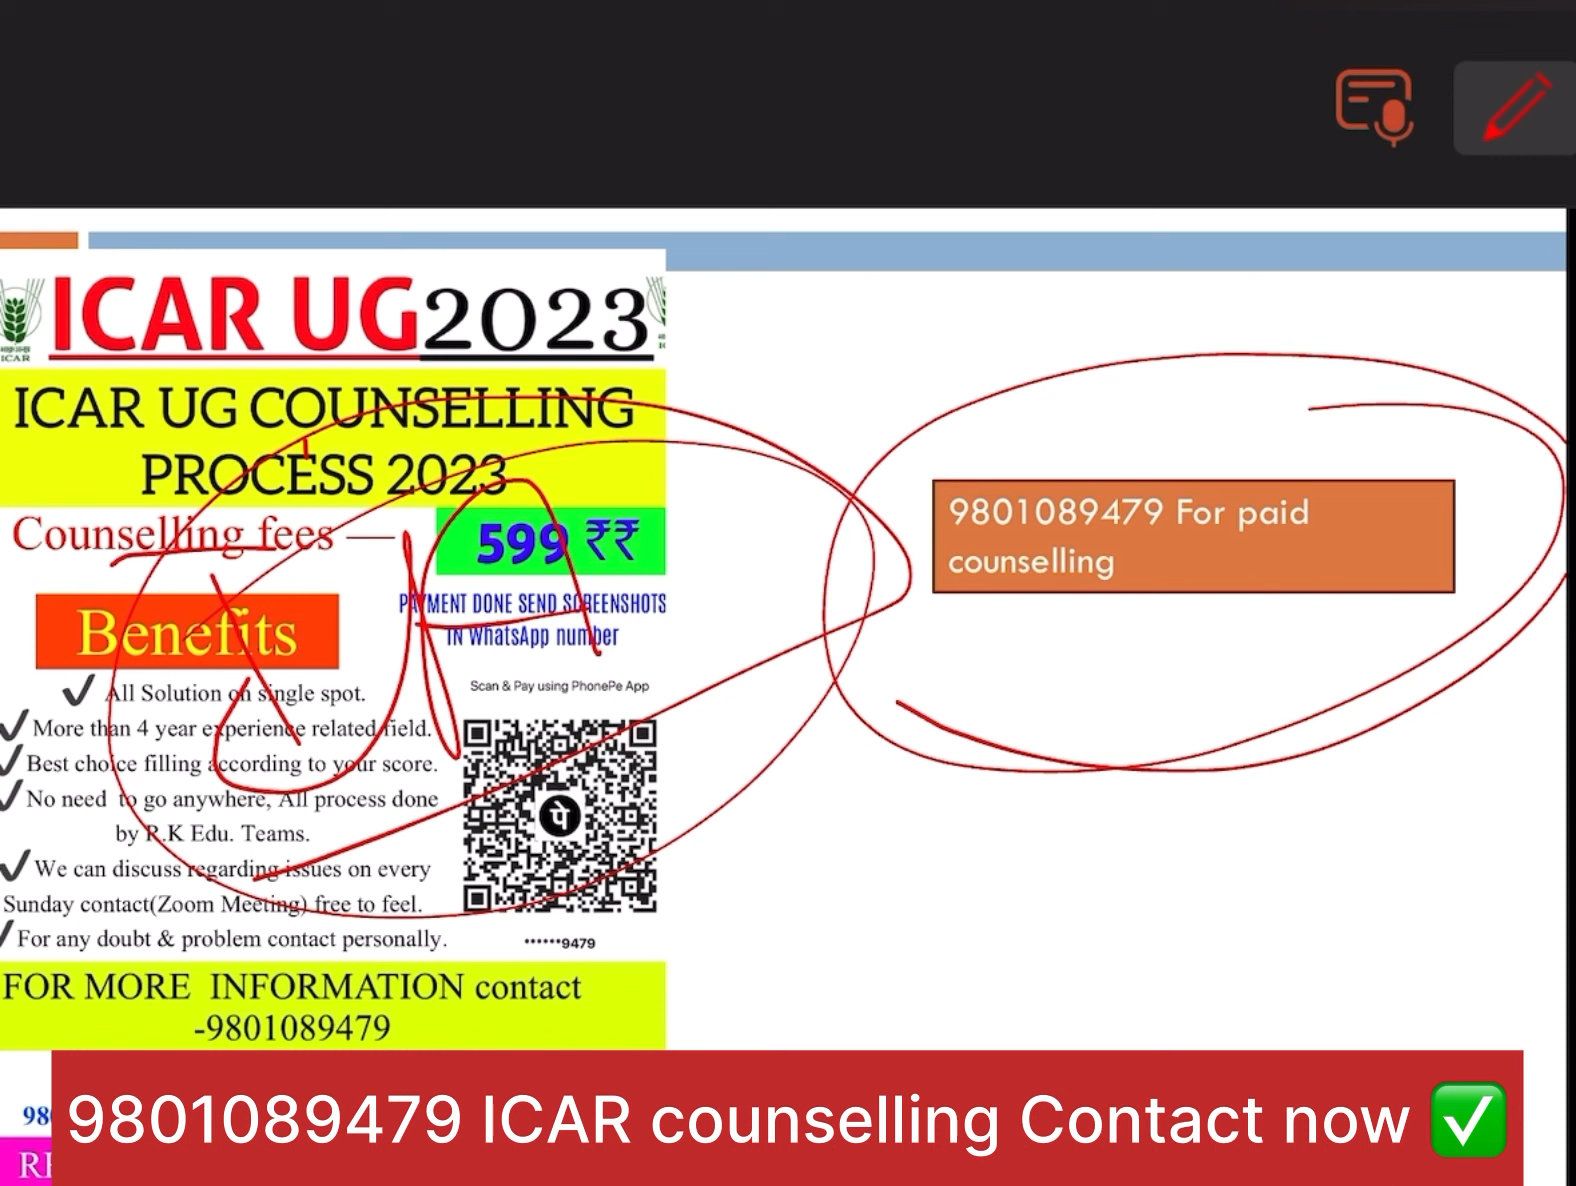 ICAR UG2023
ICAR
ICAR UG COUNSELLING
PROCESS 2023
Counselling fees — 599 ₹₹
Benefits
PAYMENT DONE SEND SCREENSHOTS
IN WhatsApp number
✓ All Solution on single spot.
✓ More than 4 year experience related field.
✓ Best choice filling according to your score.
✓ No need to go anywhere, All process done
by R.K Edu. Teams.
✓ We can discuss regarding issues on every
Sunday contact(Zoom Meeting) free to feel.
✓ For any doubt & problem contact personally.
Scan & Pay using PhonePe App
पे
••••••9479
FOR MORE INFORMATION contact
-9801089479
9801089479 For paid
counselling
98
9801089479 ICAR counselling Contact now ✅